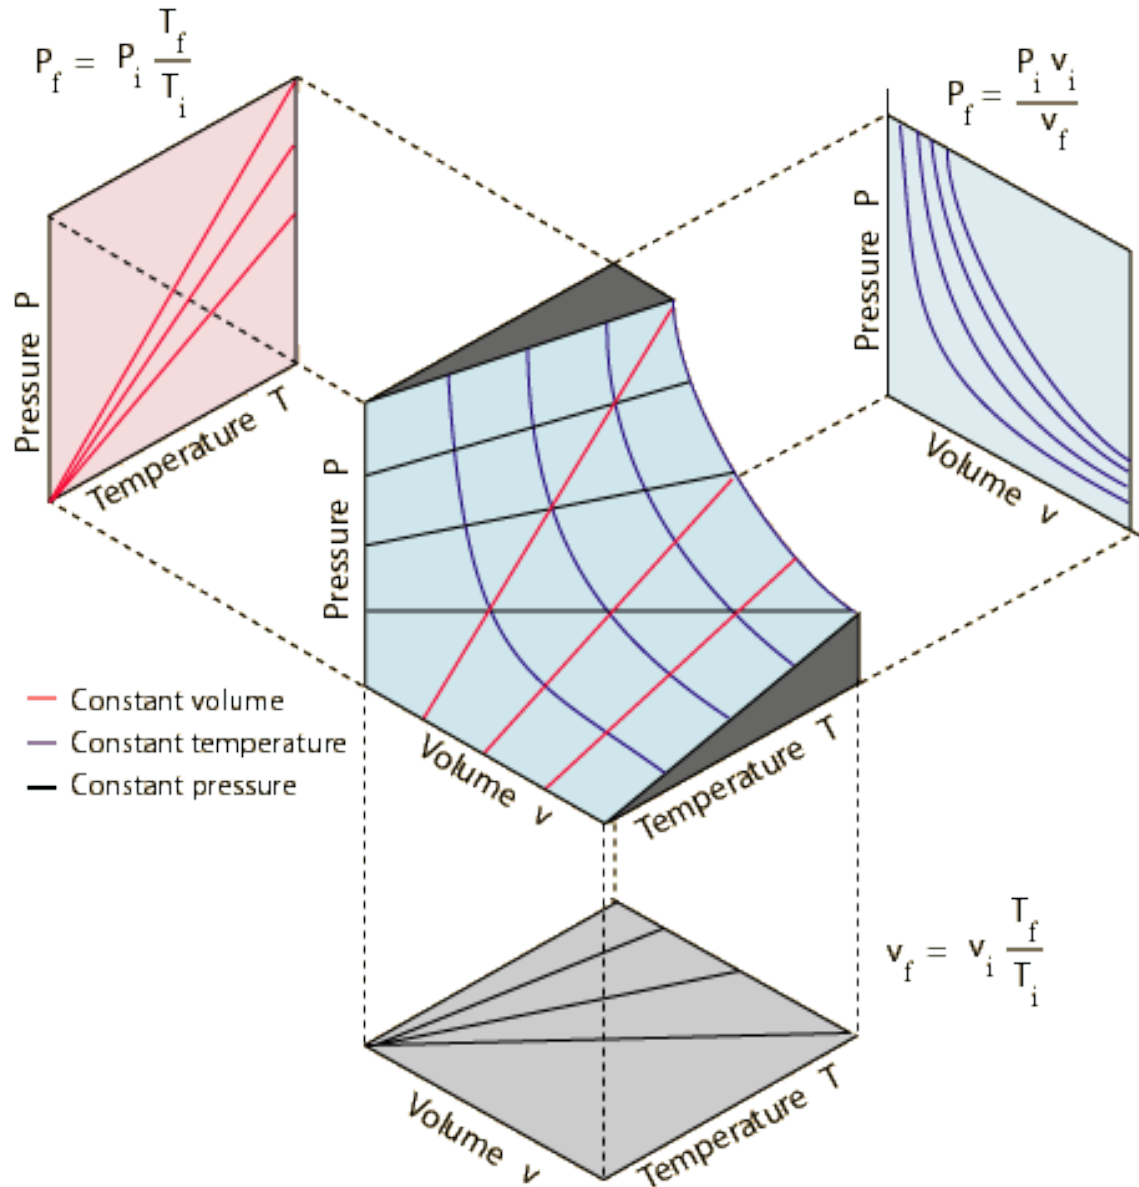 P_f = P_i T_f / T_i
P_f = P_i v_i / v_f
Pressure P
Temperature T
Pressure P
Volume v
Pressure P
Constant volume
Constant temperature
Constant pressure
Volume v
Temperature T
v_f = v_i T_f / T_i
Volume v
Temperature T